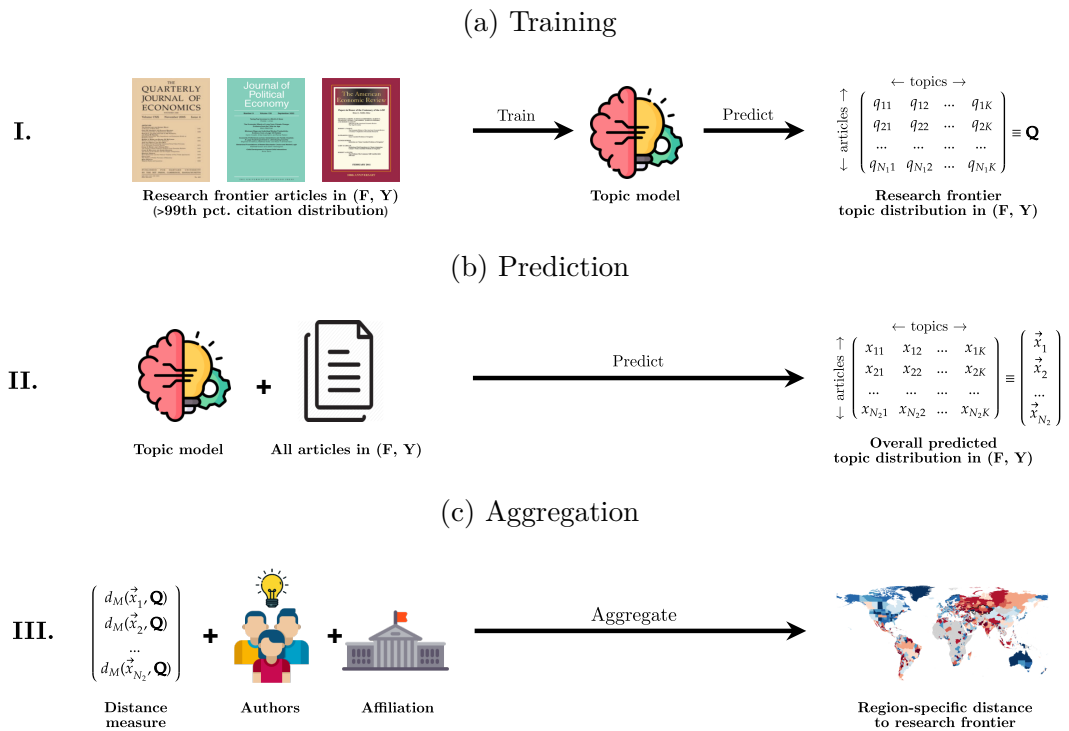 (a) Training
I.
THE
QUARTERLY
JOURNAL OF
ECONOMICS
Journal of
Political
Economy
The American
Economic Review
Research frontier articles in (F, Y)
(>99th pct. citation distribution)
Train
Topic model
Predict
← topics →
← articles →
q11 q12 ... q1K
q21 q22 ... q2K
... ... ... ...
qN11 qN12 ... qN1K
≡ Q
Research frontier
topic distribution in (F, Y)
(b) Prediction
II.
Topic model
+
All articles in (F, Y)
Predict
← topics →
← articles →
x11 x12 ... x1K
x21 x22 ... x2K
... ... ... ...
xN21 xN22 ... xN2K
≡
x⃗1
x⃗2
...
x⃗N2
Overall predicted
topic distribution in (F, Y)
(c) Aggregation
III.
dM(x⃗1, Q)
dM(x⃗2, Q)
...
dM(x⃗N2, Q)
Distance
measure
+
Authors
+
Affiliation
Aggregate
Region-specific distance
to research frontier